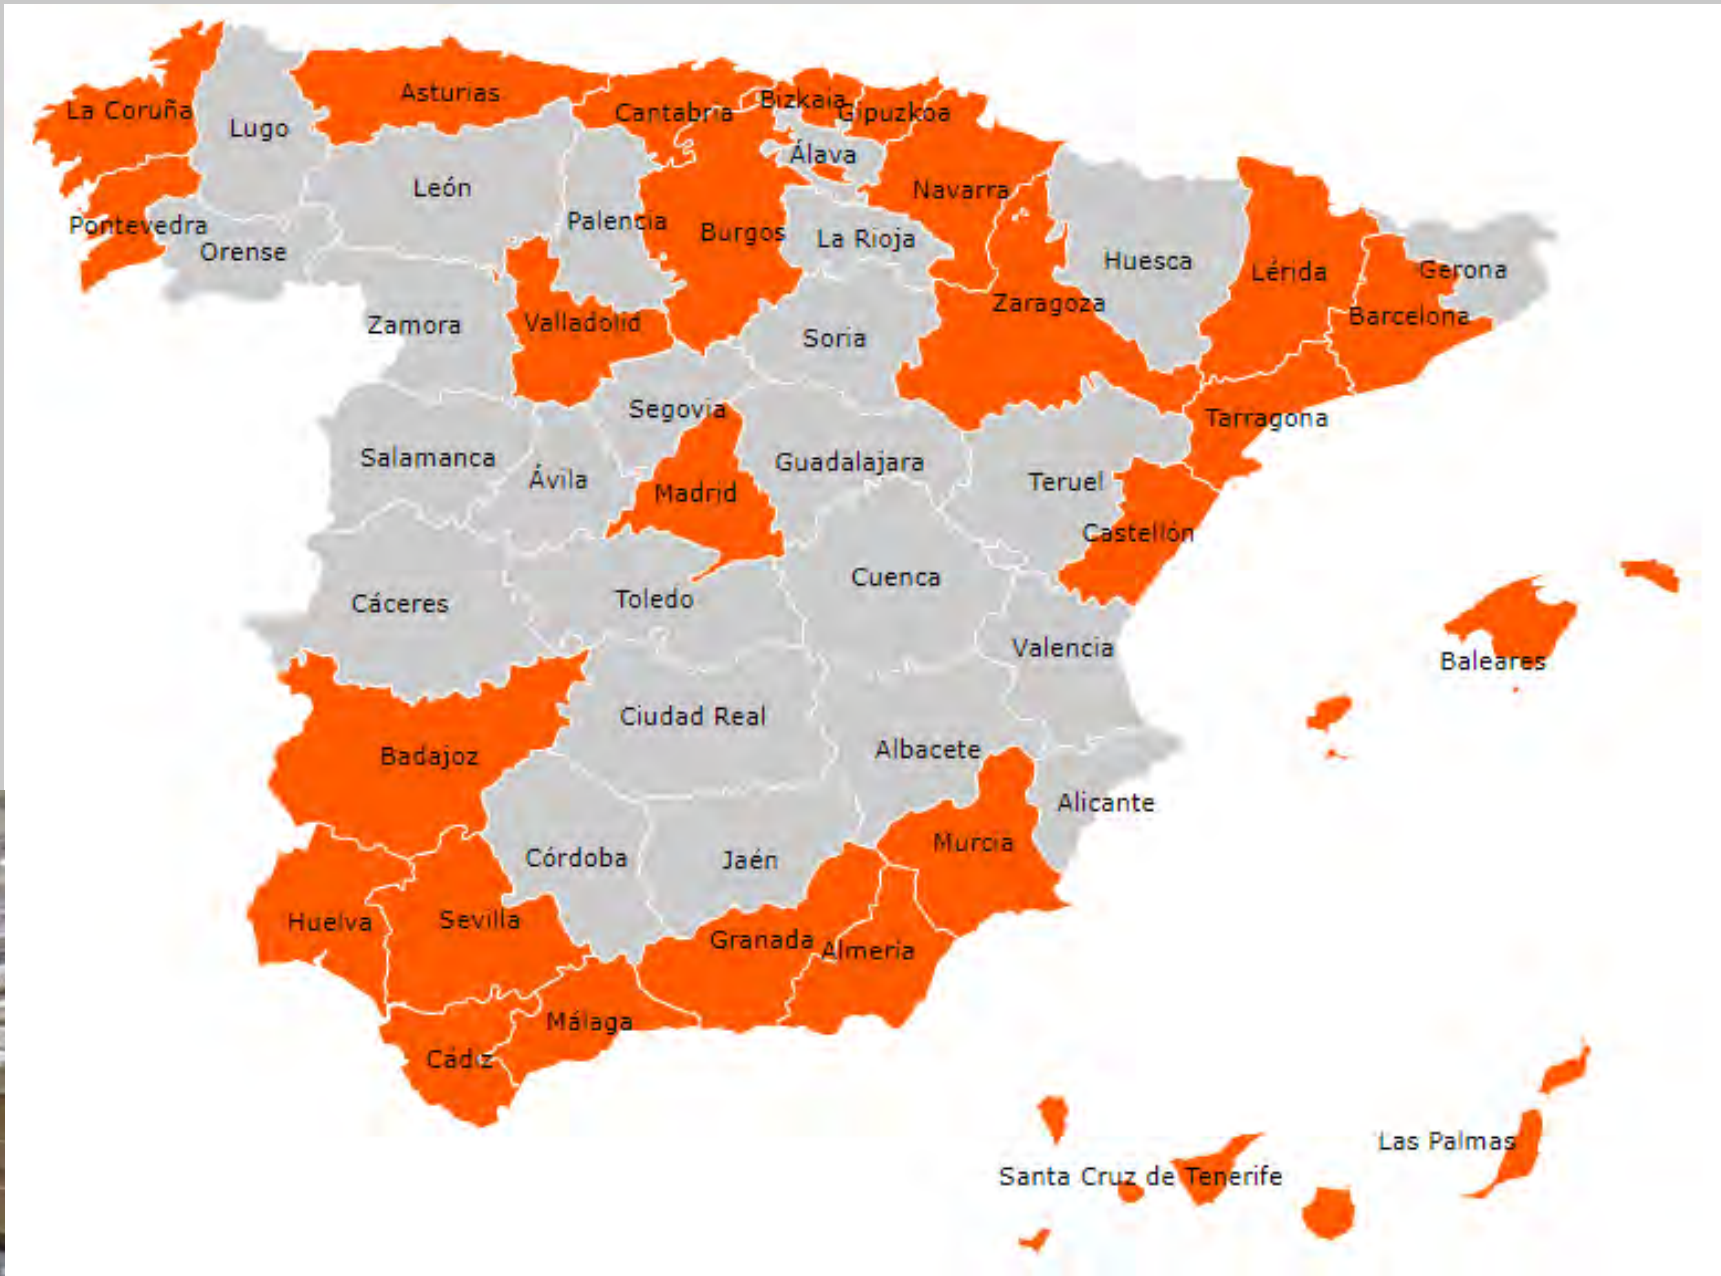 Asturias
Cantabria
Bizkaia
Gipuzkoa
La Coruña
Lugo
Álava
León
Navarra
Pontevedra
Palencia
Burgos
La Rioja
Orense
Huesca
Lérida
Gerona
Zaragoza
Barcelona
Zamora
Valladolid
Soria
Segovia
Tarragona
Salamanca
Ávila
Guadalajara
Madrid
Teruel
Castellón
Cuenca
Cáceres
Toledo
Valencia
Baleares
Ciudad Real
Badajoz
Albacete
Alicante
Murcia
Córdoba
Jaén
Huelva
Sevilla
Granada
Almería
Málaga
Cádiz
Las Palmas
Santa Cruz de Tenerife